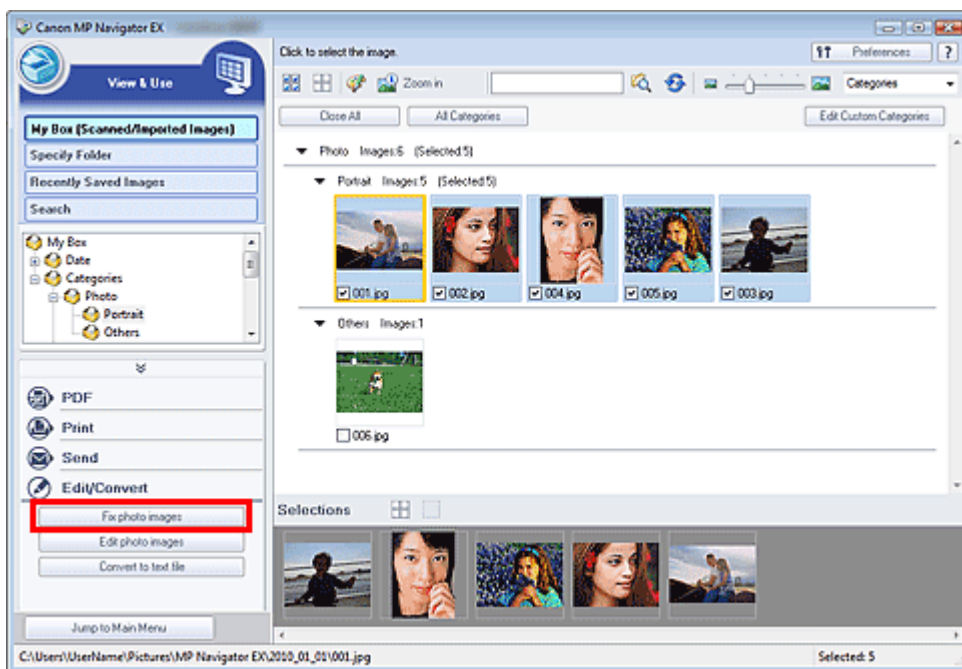 Canon MP Navigator EX
View & Use
My Box (Scanned/Imported Images)
Specify Folder
Recently Saved Images
Search
My Box
Date
Categories
Photo
Portrait
Others
PDF
Print
Send
Edit/Convert
Fix photo images
Edit photo images
Convert to text file
Jump to Main Menu
Click to select the image.
Preferences
?
Zoom in
Categories
Close All
All Categories
Edit Custom Categories
Photo Images:6 (Selected:5)
Portrait Images:5 (Selected:5)
001.jpg
002.jpg
004.jpg
005.jpg
003.jpg
Others Images:1
006.jpg
Selections
C:\Users\UserName\Pictures\MP Navigator EX\2010_01_01\001.jpg
Selected: 5